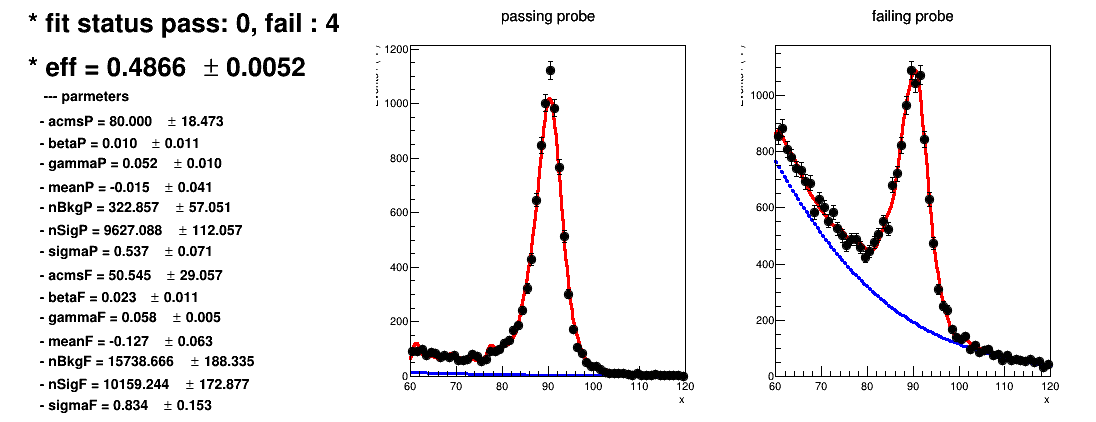 * fit status pass: 0, fail : 4
* eff = 0.4866 ± 0.0052
--- parmeters
- acmsP = 80.000 ± 18.473
- betaP = 0.010 ± 0.011
- gammaP = 0.052 ± 0.010
- meanP = -0.015 ± 0.041
- nBkgP = 322.857 ± 57.051
- nSigP = 9627.088 ± 112.057
- sigmaP = 0.537 ± 0.071
- acmsF = 50.545 ± 29.057
- betaF = 0.023 ± 0.011
- gammaF = 0.058 ± 0.005
- meanF = -0.127 ± 0.063
- nBkgF = 15738.666 ± 188.335
- nSigF = 10159.244 ± 172.877
- sigmaF = 0.834 ± 0.153
passing probe
1200
1000
800
600
400
200
0
60 70 80 90 100 110 120
x
failing probe
1000
800
600
400
200
0
60 70 80 90 100 110 120
x